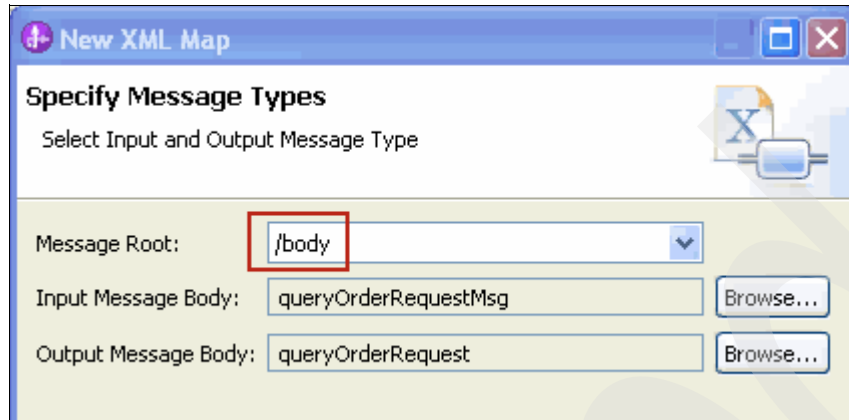 New XML Map
Specify Message Types
Select Input and Output Message Type
Message Root: /body
Input Message Body: queryOrderRequestMsg Browse...
Output Message Body: queryOrderRequest Browse...